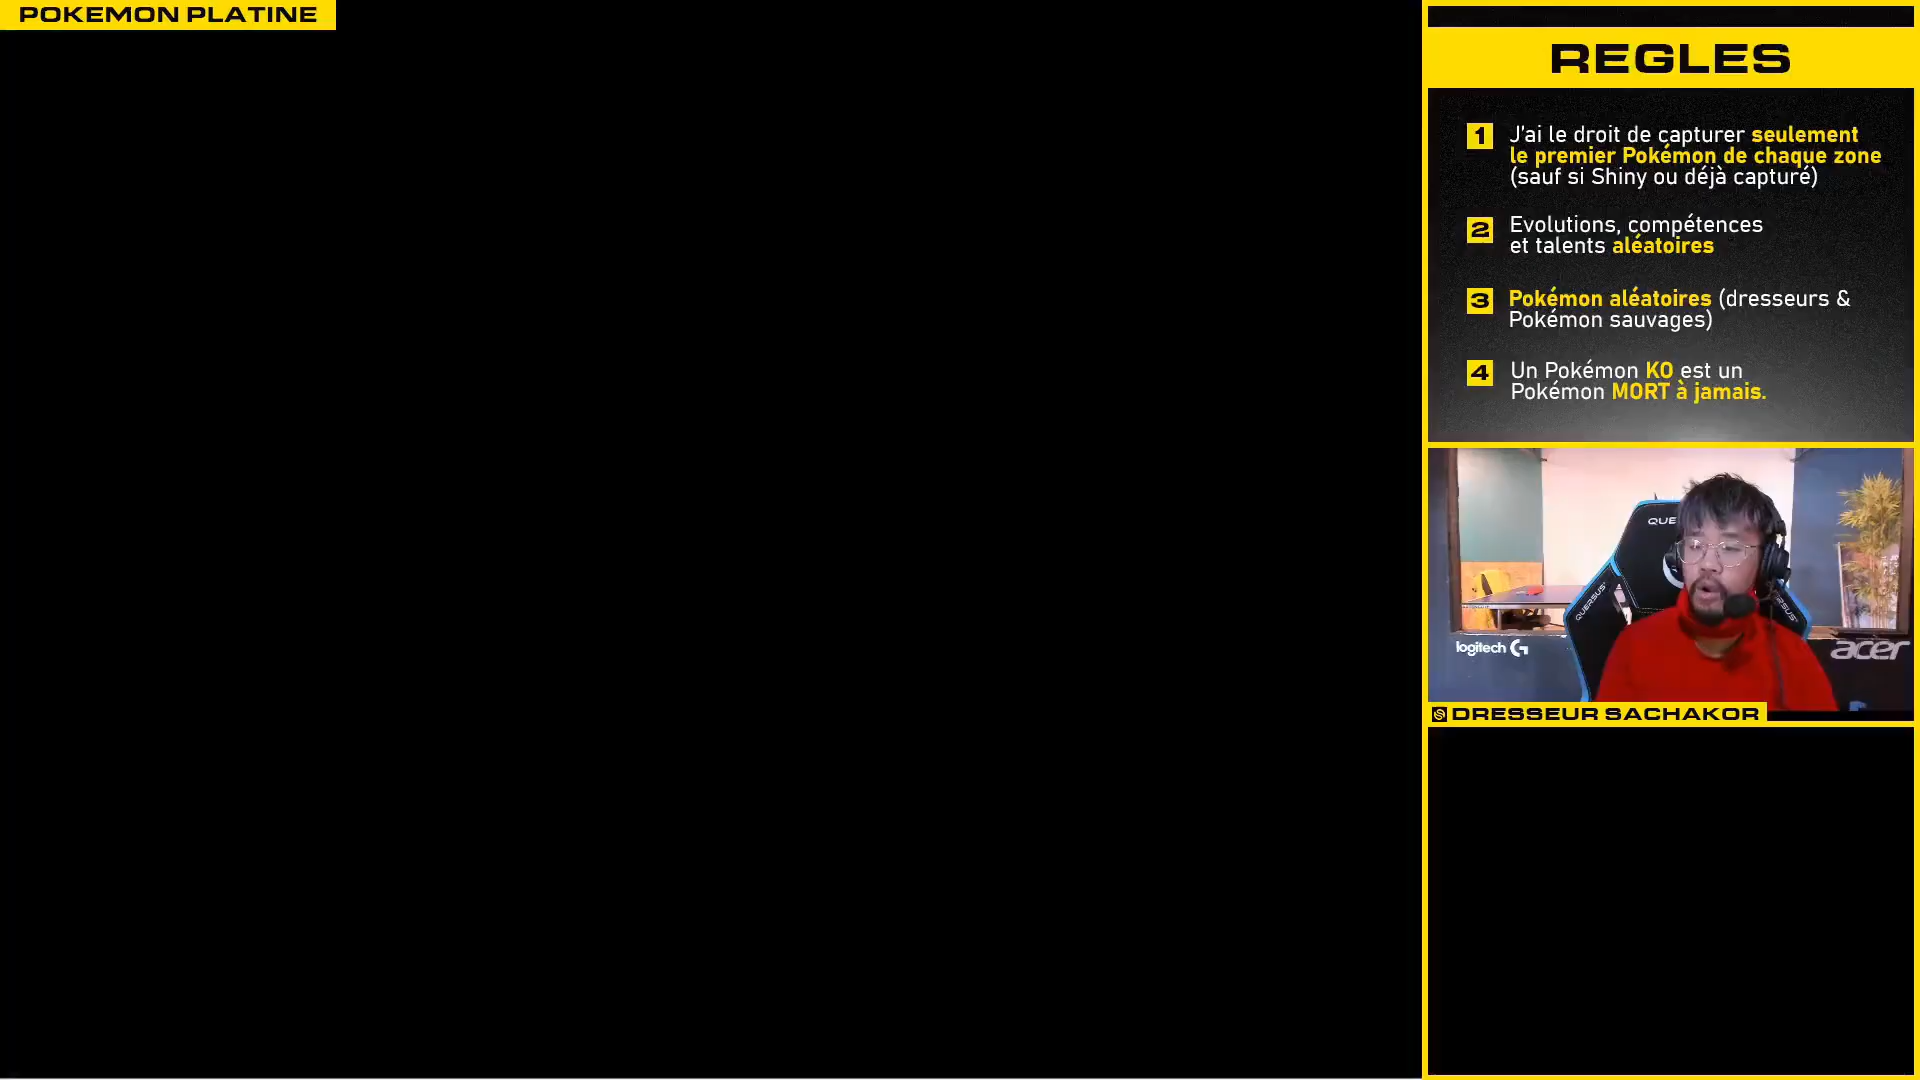 POKEMON PLATINE
REGLES
1 J'ai le droit de capturer seulement
le premier Pokémon de chaque zone
(sauf si Shiny ou déjà capturé)
2 Evolutions, compétences
et talents aléatoires
3 Pokémon aléatoires (dresseurs &
Pokémon sauvages)
4 Un Pokémon KO est un
Pokémon MORT à jamais.
QUE
QUERSUS
RSUS
logitech G
acer
DRESSEUR SACHAKOR